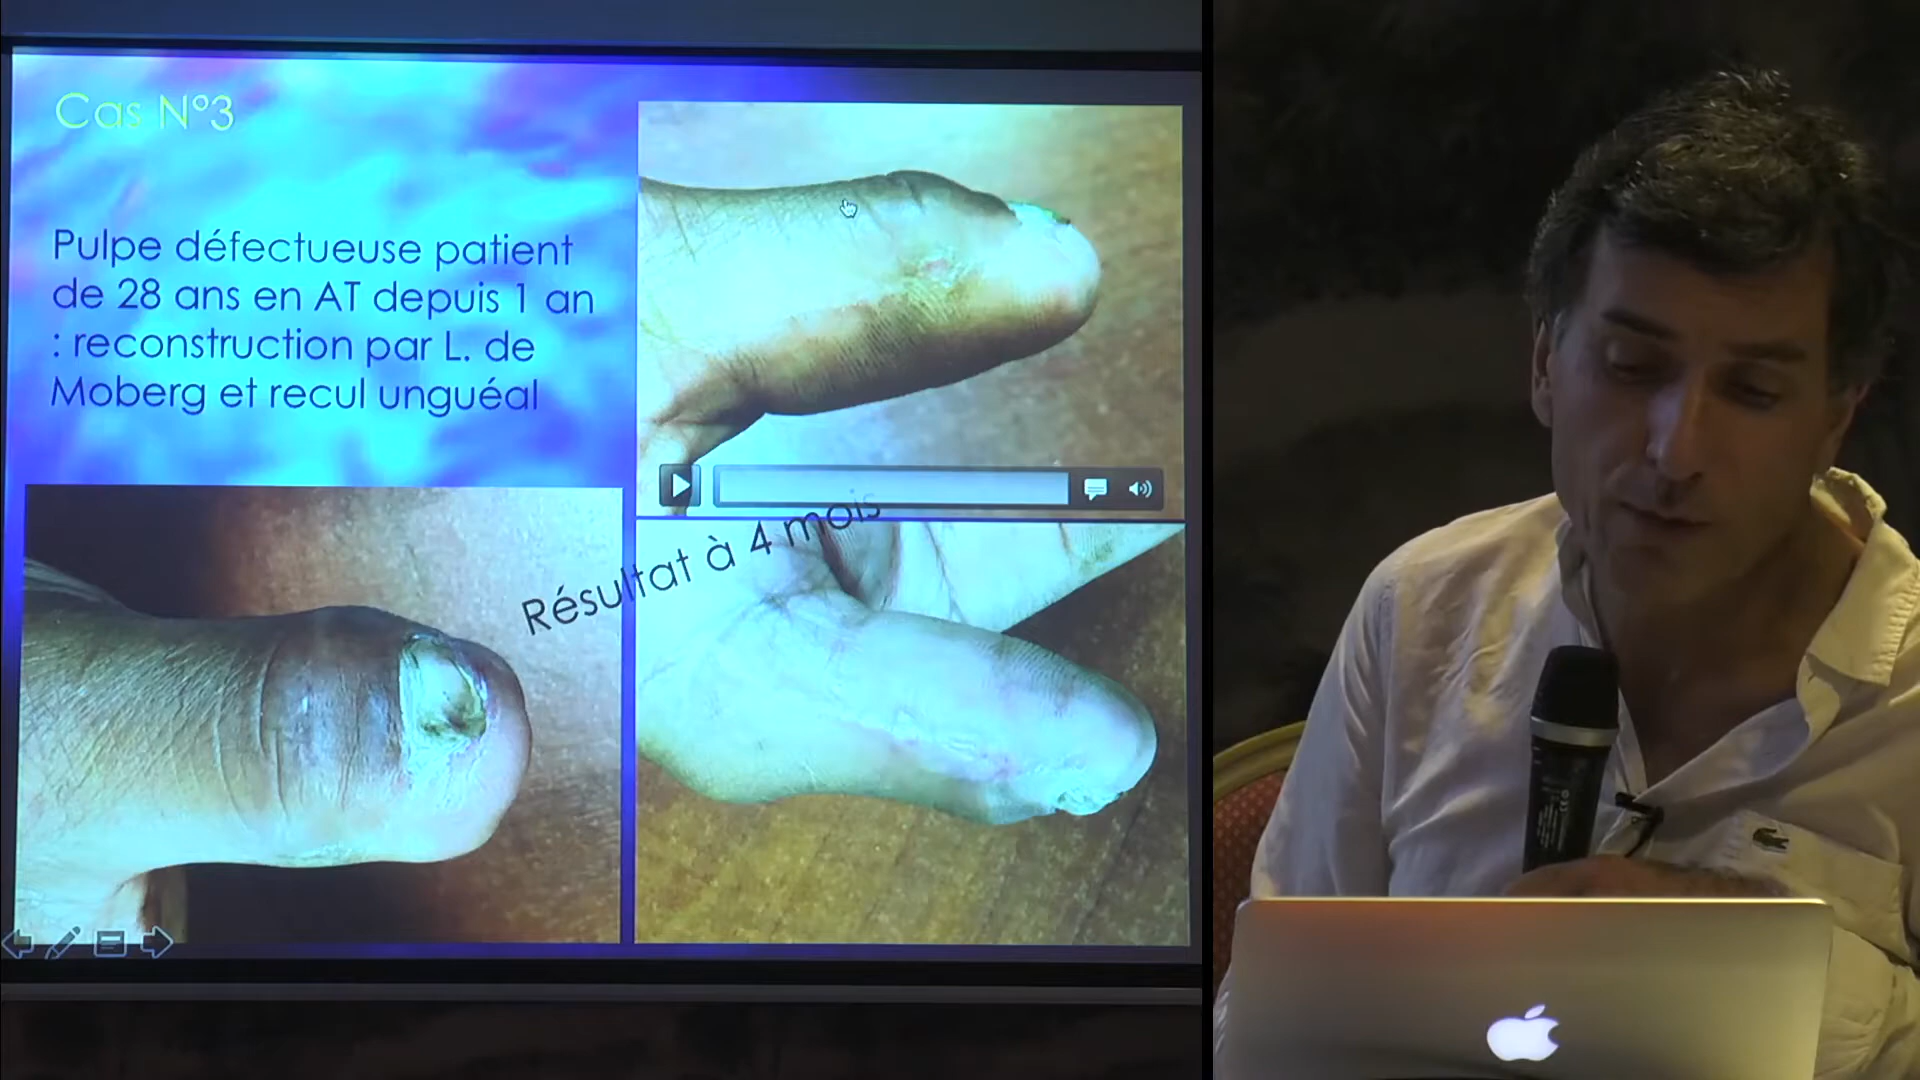 Cas N°3
Pulpe défectueuse patient
de 28 ans en AT depuis 1 an
: reconstruction par L. de
Moberg et recul unguéal
Résultat à 4 mois